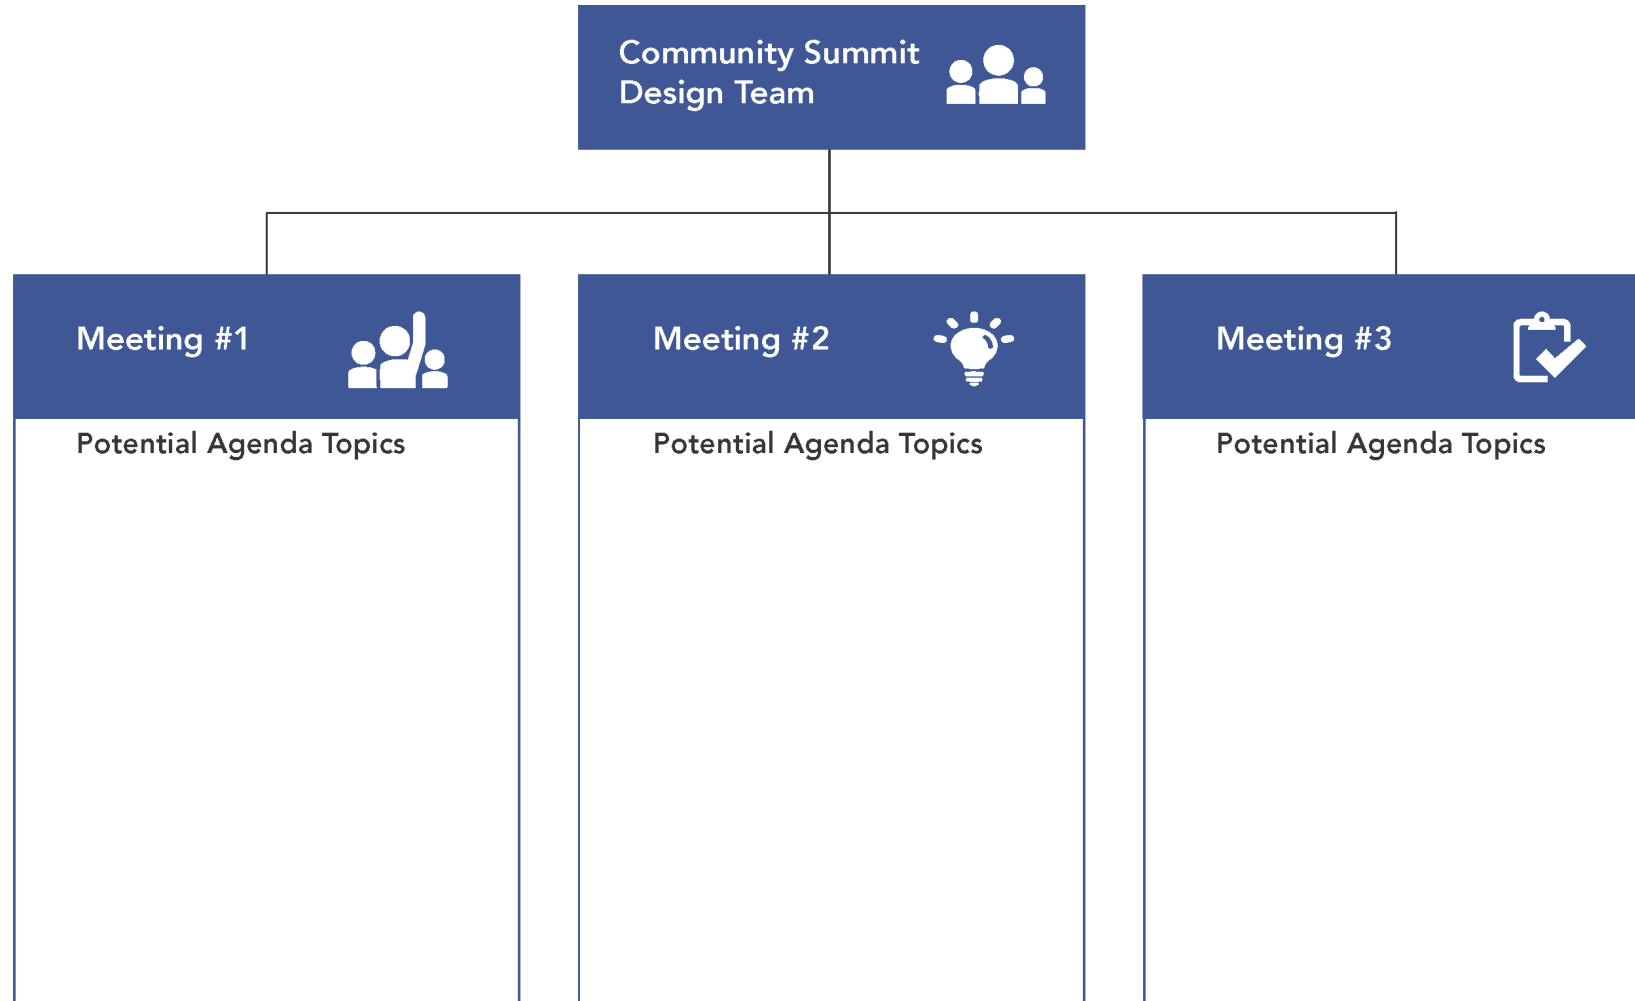 Community Summit
Design Team
Meeting #1
Potential Agenda Topics
Meeting #2
Potential Agenda Topics
Meeting #3
Potential Agenda Topics